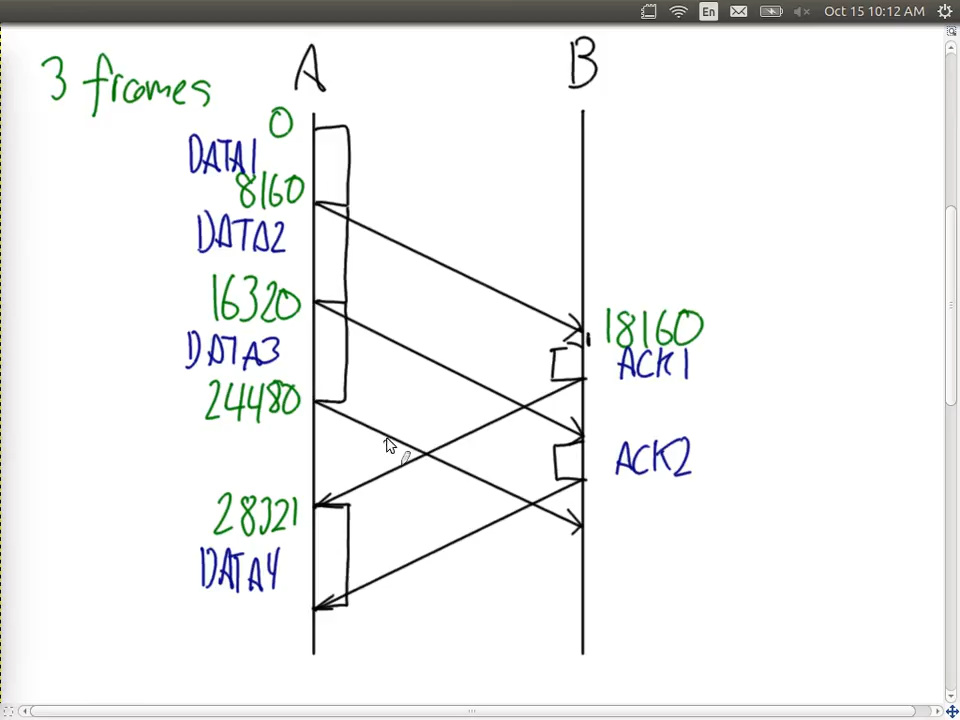 En Oct 15 10:12 AM
3 frames
A
B
0
DATA1
8160
DATA2
16320
18160
DATA3
ACK1
24480
ACK2
28321
DATA4